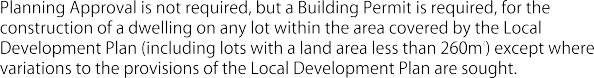 Planning Approval is not required, but a Building Permit is required, for the
construction of a dwelling on any lot within the area covered by the Local
Development Plan (including lots with a land area less than 260m ) except where
variations to the provisions of the Local Development Plan are sought.